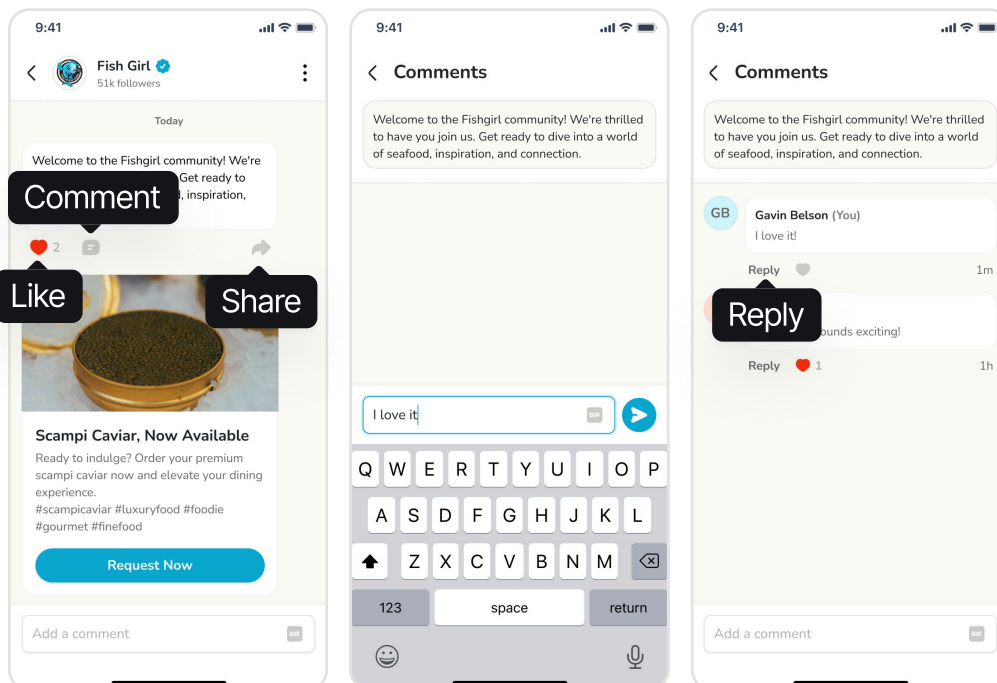 9:41
Fish Girl
51k followers
Today
Welcome to the Fishgirl community! We're
Get ready to
, inspiration,
Comment
2
Like
Share
Scampi Caviar, Now Available
Ready to indulge? Order your premium
scampi caviar now and elevate your dining
experience.
#scampicaviar #luxuryfood #foodie
#gourmet #finefood
Request Now
Add a comment
GIF
9:41
Comments
Welcome to the Fishgirl community! We're thrilled
to have you join us. Get ready to dive into a world
of seafood, inspiration, and connection.
I love it
GIF
Q W E R T Y U I O P
A S D F G H J K L
Z X C V B N M
123 space return
9:41
Comments
Welcome to the Fishgirl community! We're thrilled
to have you join us. Get ready to dive into a world
of seafood, inspiration, and connection.
GB
Gavin Belson (You)
I love it!
Reply 1m
Reply
exciting!
Reply 1 1h
Add a comment
GIF